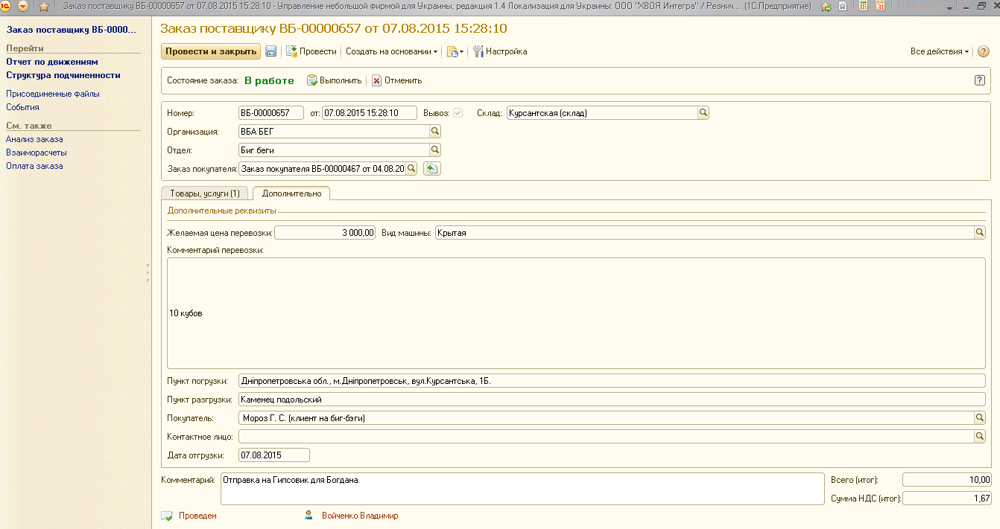 Заказ поставщику ВБ-00000657 от 07.08.2015 15:28:10 - Управление небольшой фирмой для Украины, редакция 1.4 Локализация для Украины: ООО "ХВОЯ Интегра" / Резнич... (1С:Предприятие)
31 M M+ M-
Заказ поставщику ВБ-0000...
Перейти
Отчет по движениям
Структура подчиненности
Присоединенные файлы
События
См. также
Анализ заказа
Взаиморасчеты
Оплата заказа
Заказ поставщику ВБ-00000657 от 07.08.2015 15:28:10
Провести и закрыть Провести Создать на основании Настройка Все действия ?
Состояние заказа: В работе Выполнить Отменить ?
Номер: ВБ-00000657 от: 07.08.2015 15:28:10 Вывоз: Склад: Курсантская (склад)
Организация: ВБА БЕГ
Отдел: Биг беги
Заказ покупателя: Заказ покупателя ВБ-00000467 от 04.08.20
Товары, услуги (1) Дополнительно
Дополнительные реквизиты
Желаемая цена перевозки: 3 000,00 Вид машины: Крытая
Комментарий перевозки:
10 кубов
Пункт погрузки: Дніпропетровська обл., м.Дніпропетровськ, вул.Курсантська, 1Б.
Пункт разгрузки: Каменец подольский
Покупатель: Мороз Г. С. (клиент на биг-бэги)
Контактное лицо:
Дата отгрузки: 07.08.2015
Комментарий: Отправка на Гипсовик для Богдана. Всего (итог): 10,00
Сумма НДС (итог): 1,67
Проведен Войченко Владимир